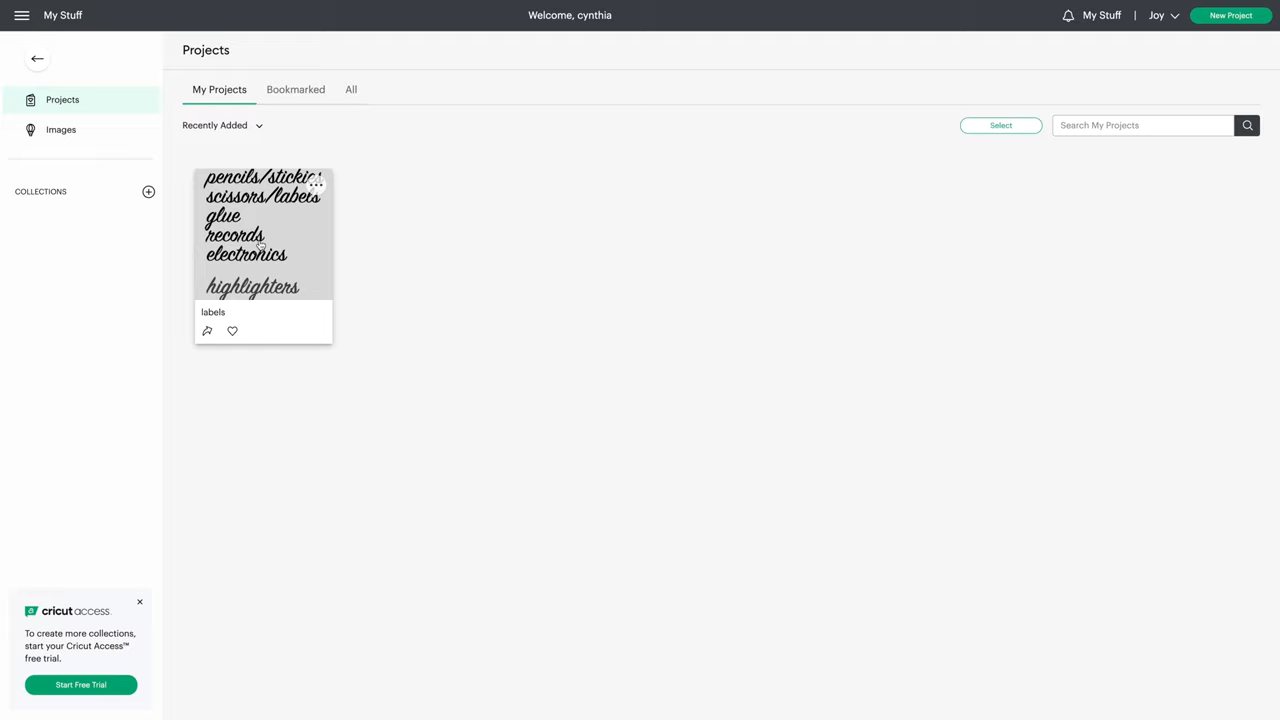 My Stuff
Welcome, cynthia
My Stuff | Joy
New Project
Projects
My Projects
Bookmarked
All
Projects
Images
Recently Added
Select
Search My Projects
COLLECTIONS
pencils/stickies
scissors/labels
glue
records
electronics
highlighters
labels
cricut access
To create more collections,
start your Cricut Access™
free trial.
Start Free Trial